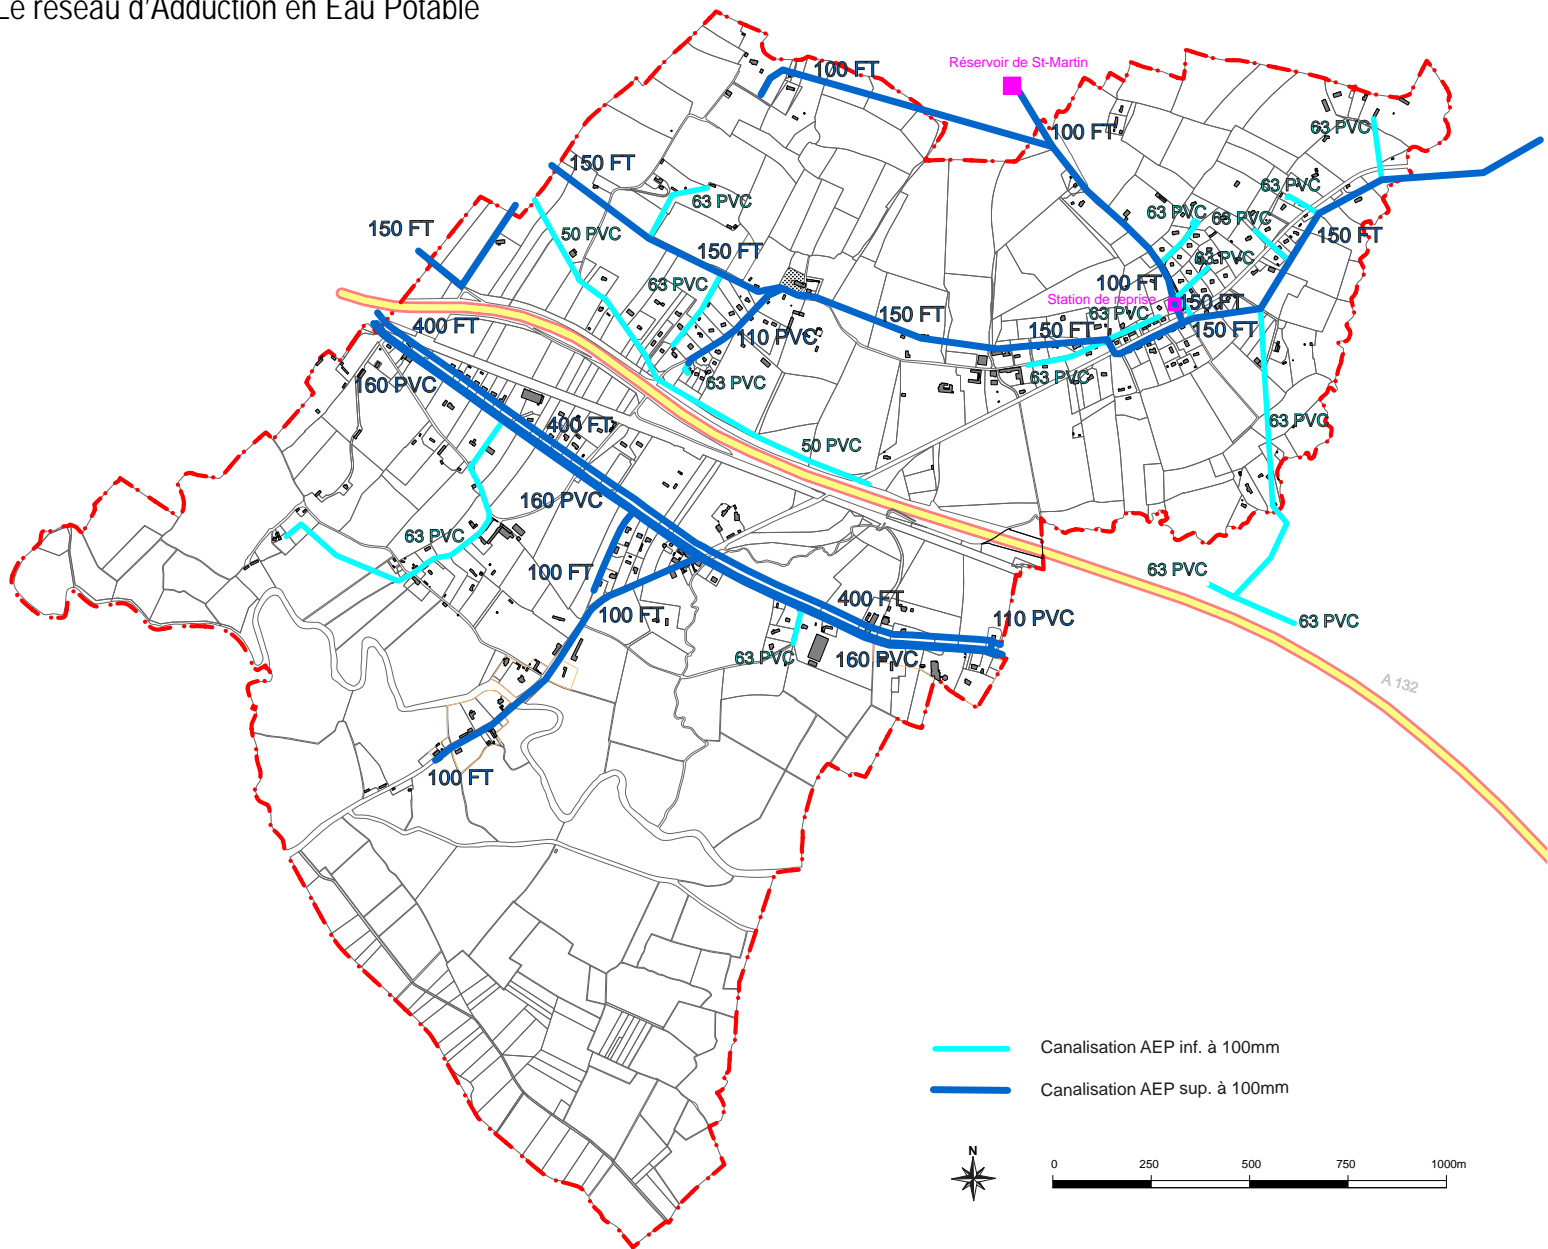 Le réseau d'Adduction en Eau Potable
Réservoir de St-Martin
100 FT
100 FT
63 PVC
150 FT
63 PVC
63 PVC
63 PVC
63 PVC
150 FT
50 PVC
150 FT
150 FT
63 PVC
63 PVC
100 FT
Station de reprise
150 FT
63 PVC
150 FT
400 FT
110 PVC
150 FT
150 FT
160 PVC
63 PVC
63 PVC
400 FT
63 PVC
50 PVC
160 PVC
63 PVC
100 FT
63 PVC
400 FT
100 FT
110 PVC
63 PVC
63 PVC
160 PVC
A 132
100 FT
Canalisation AEP inf. à 100mm
Canalisation AEP sup. à 100mm
N
0 250 500 750 1000m